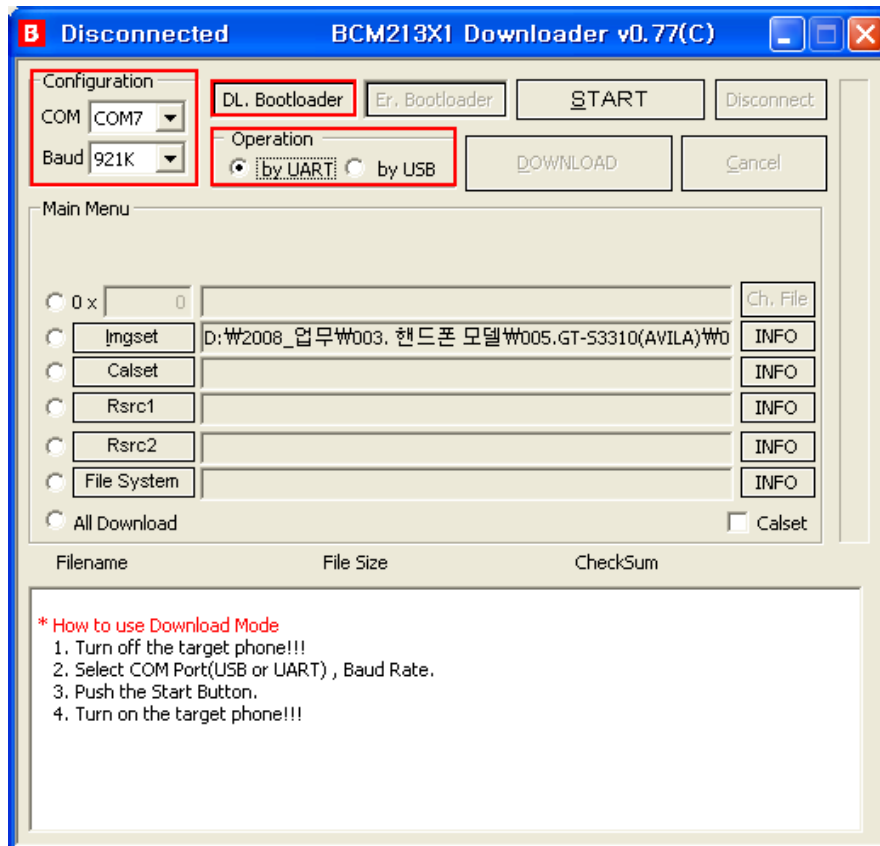 B Disconnected BCM213X1 Downloader v0.77(C)
Configuration
COM COM7
Baud 921K
DL. Bootloader Er. Bootloader START Disconnect
Operation
by UART by USB
DOWNLOAD Cancel
Main Menu
0 x 0 Ch. File
Imgset D:₩2008_업무₩003. 핸드폰 모델₩005.GT-S3310(AVILA)₩0 INFO
Calset INFO
Rsrc1 INFO
Rsrc2 INFO
File System INFO
All Download Calset
Filename File Size CheckSum
* How to use Download Mode
1. Turn off the target phone!!!
2. Select COM Port(USB or UART) , Baud Rate.
3. Push the Start Button.
4. Turn on the target phone!!!